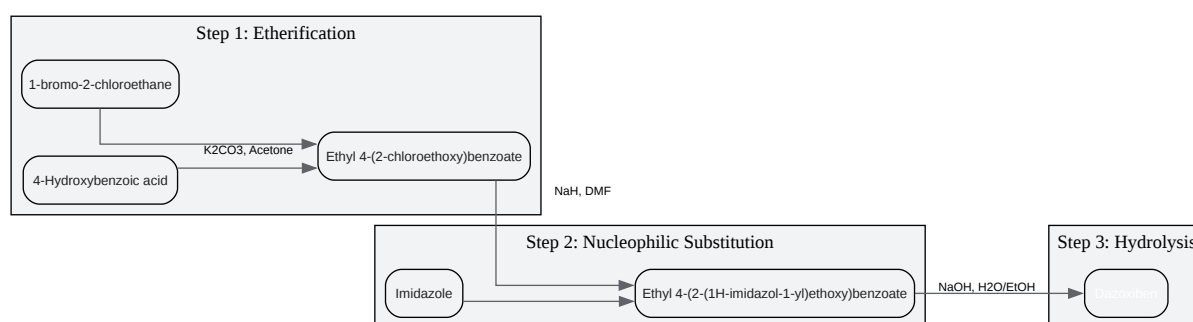 Step 1: Etherification
1-bromo-2-chloroethane
K2CO3, Acetone
Ethyl 4-(2-chloroethoxy)benzoate
4-Hydroxybenzoic acid
NaH, DMF
Step 2: Nucleophilic Substitution
Imidazole
Ethyl 4-(2-(1H-imidazol-1-yl)ethoxy)benzoate
NaOH, H2O/EtOH
Step 3: Hydrolysis
Dazoxiben